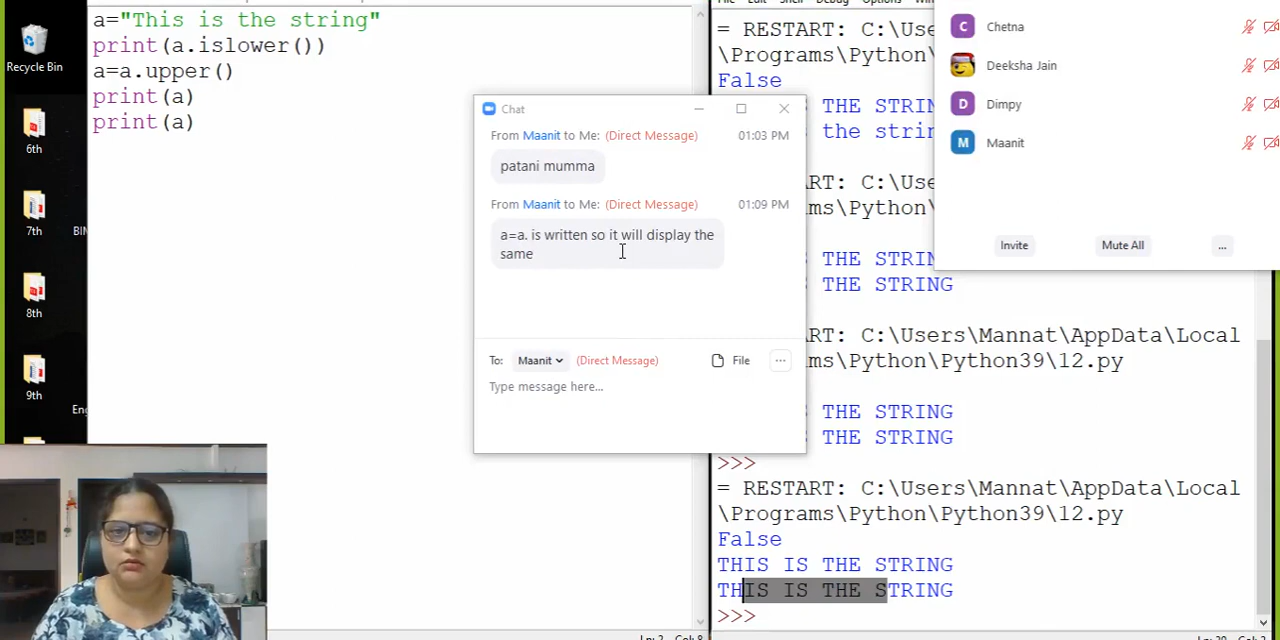 a="This is the string"
print(a.islower())
a=a.upper()
print(a)
print(a)
Recycle Bin
6th
7th
8th
9th
Chat
From Maanit to Me: (Direct Message) 01:03 PM
patani mumma
From Maanit to Me: (Direct Message) 01:09 PM
a=a. is written so it will display the
same
To: Maanit (Direct Message) File ...
Type message here...
= RESTART: C:\Use
\Programs\Python\
False
THE STRIN
the strin
RT: C:\Use
ms\Python\
THE STRING
THE STRING
START: C:\Users\Mannat\AppData\Local
rograms\Python\Python39\12.py
THE STRING
THE STRING
>>>
= RESTART: C:\Users\Mannat\AppData\Local
\Programs\Python\Python39\12.py
False
THIS IS THE STRING
THIS IS THE STRING
>>>
C Chetna
Deeksha Jain
D Dimpy
M Maanit
Invite Mute All ...